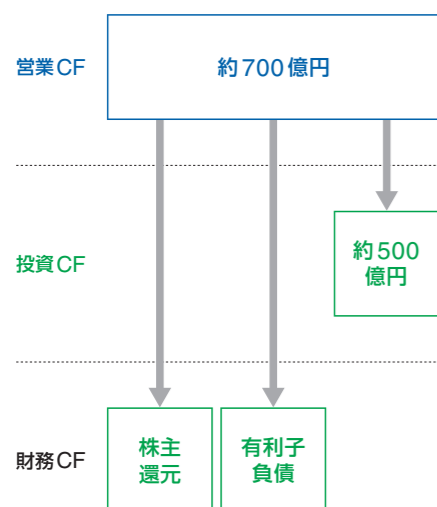 営業CF
約700億円
投資CF
約500
億円
財務CF
株主
還元
有利子
負債